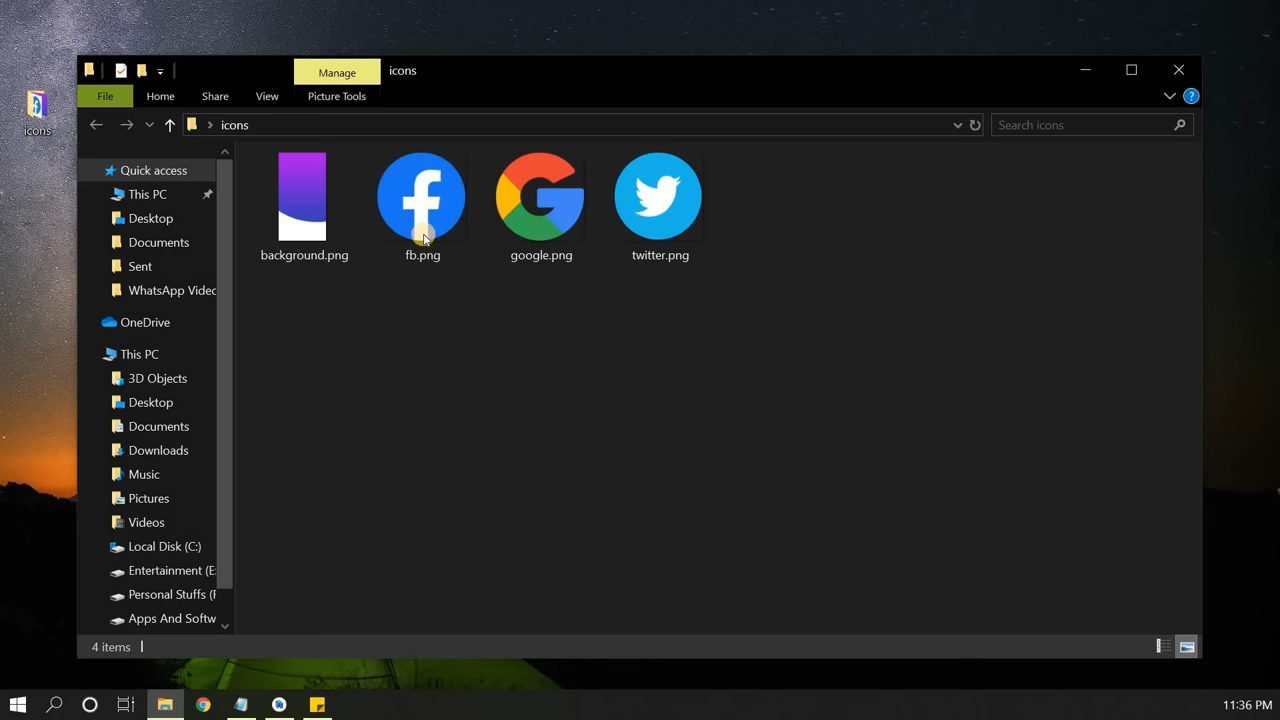 Manage
icons
File
Home
Share
View
Picture Tools
icons
Search icons
icons
Quick access
This PC
Desktop
Documents
Sent
WhatsApp Videc
OneDrive
This PC
3D Objects
Desktop
Documents
Downloads
Music
Pictures
Videos
Local Disk (C:)
Entertainment (E:
Personal Stuffs (F
Apps And Softw
background.png
fb.png
google.png
twitter.png
4 items
11:36 PM